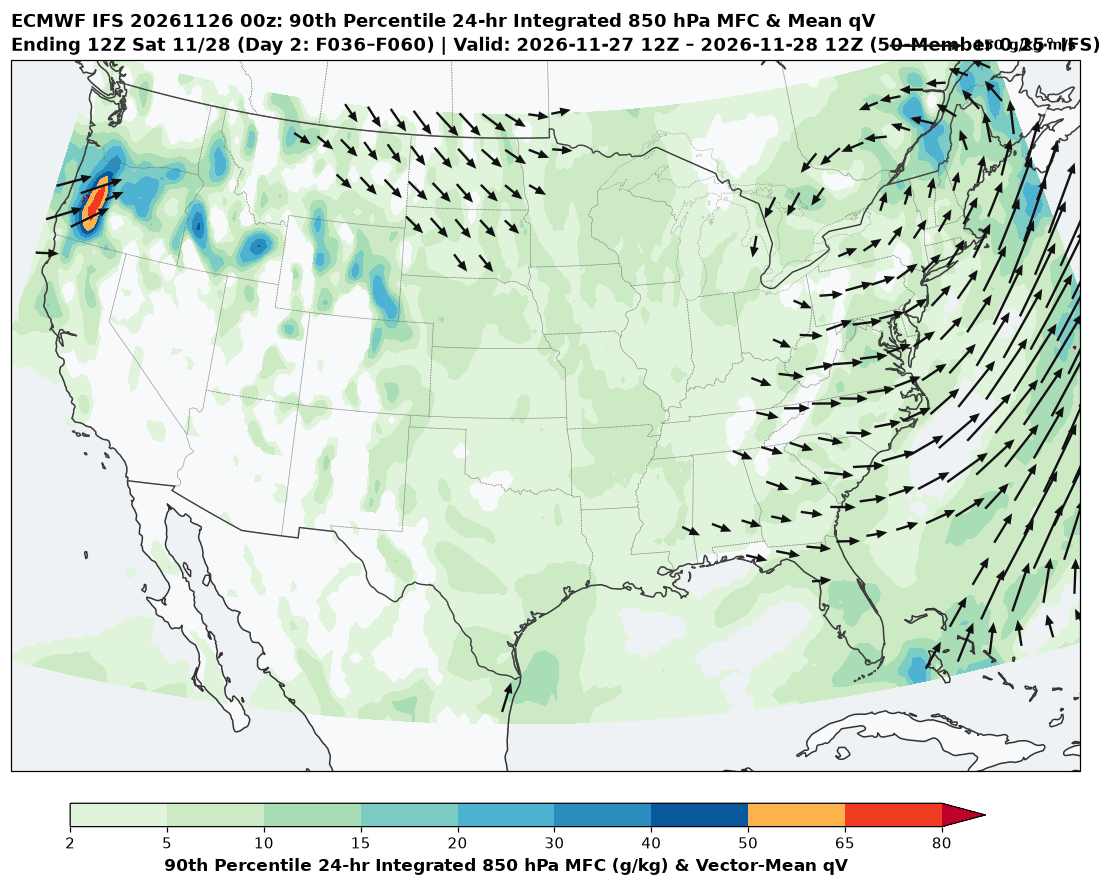 ECMWF IFS 20261126 00z: 90th Percentile 24-hr Integrated 850 hPa MFC & Mean qV
Ending 12Z Sat 11/28 (Day 2: F036–F060) | Valid: 2026-11-27 12Z – 2026-11-28 12Z (50-Member 0.25° IFS)
2 5 10 15 20 30 40 50 65 80
90th Percentile 24-hr Integrated 850 hPa MFC (g/kg) & Vector-Mean qV